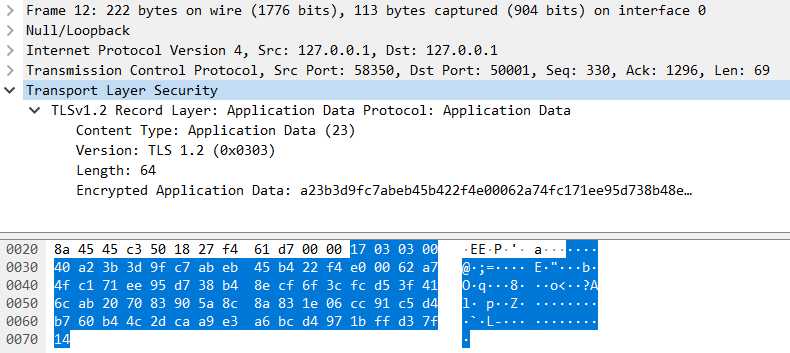 Frame 12: 222 bytes on wire (1776 bits), 113 bytes captured (904 bits) on interface 0
Null/Loopback
Internet Protocol Version 4, Src: 127.0.0.1, Dst: 127.0.0.1
Transmission Control Protocol, Src Port: 58350, Dst Port: 50001, Seq: 330, Ack: 1296, Len: 69
Transport Layer Security
TLSv1.2 Record Layer: Application Data Protocol: Application Data
Content Type: Application Data (23)
Version: TLS 1.2 (0x0303)
Length: 64
Encrypted Application Data: a23b3d9fc7abeb45b422f4e00062a74fc171ee95d738b48e…
0020 8a 45 45 c3 50 18 27 f4 61 d7 00 00 17 03 03 00 ·EE·P·'· a·······
0030 40 a2 3b 3d 9f c7 ab eb 45 b4 22 f4 e0 00 62 a7 @·;=···· E·"···b·
0040 4f c1 71 ee 95 d7 38 b4 8e cf 6f 3c fc d5 3f 41 O·q···8· ··o<··?A
0050 6c ab 20 70 83 90 5a 8c 8a 83 1e 06 cc 91 c5 d4 l· p··Z· ········
0060 b7 60 b4 4c 2d ca a9 e3 a6 bc d4 97 1b ff d3 7f ·`·L-··· ········
0070 14 ·